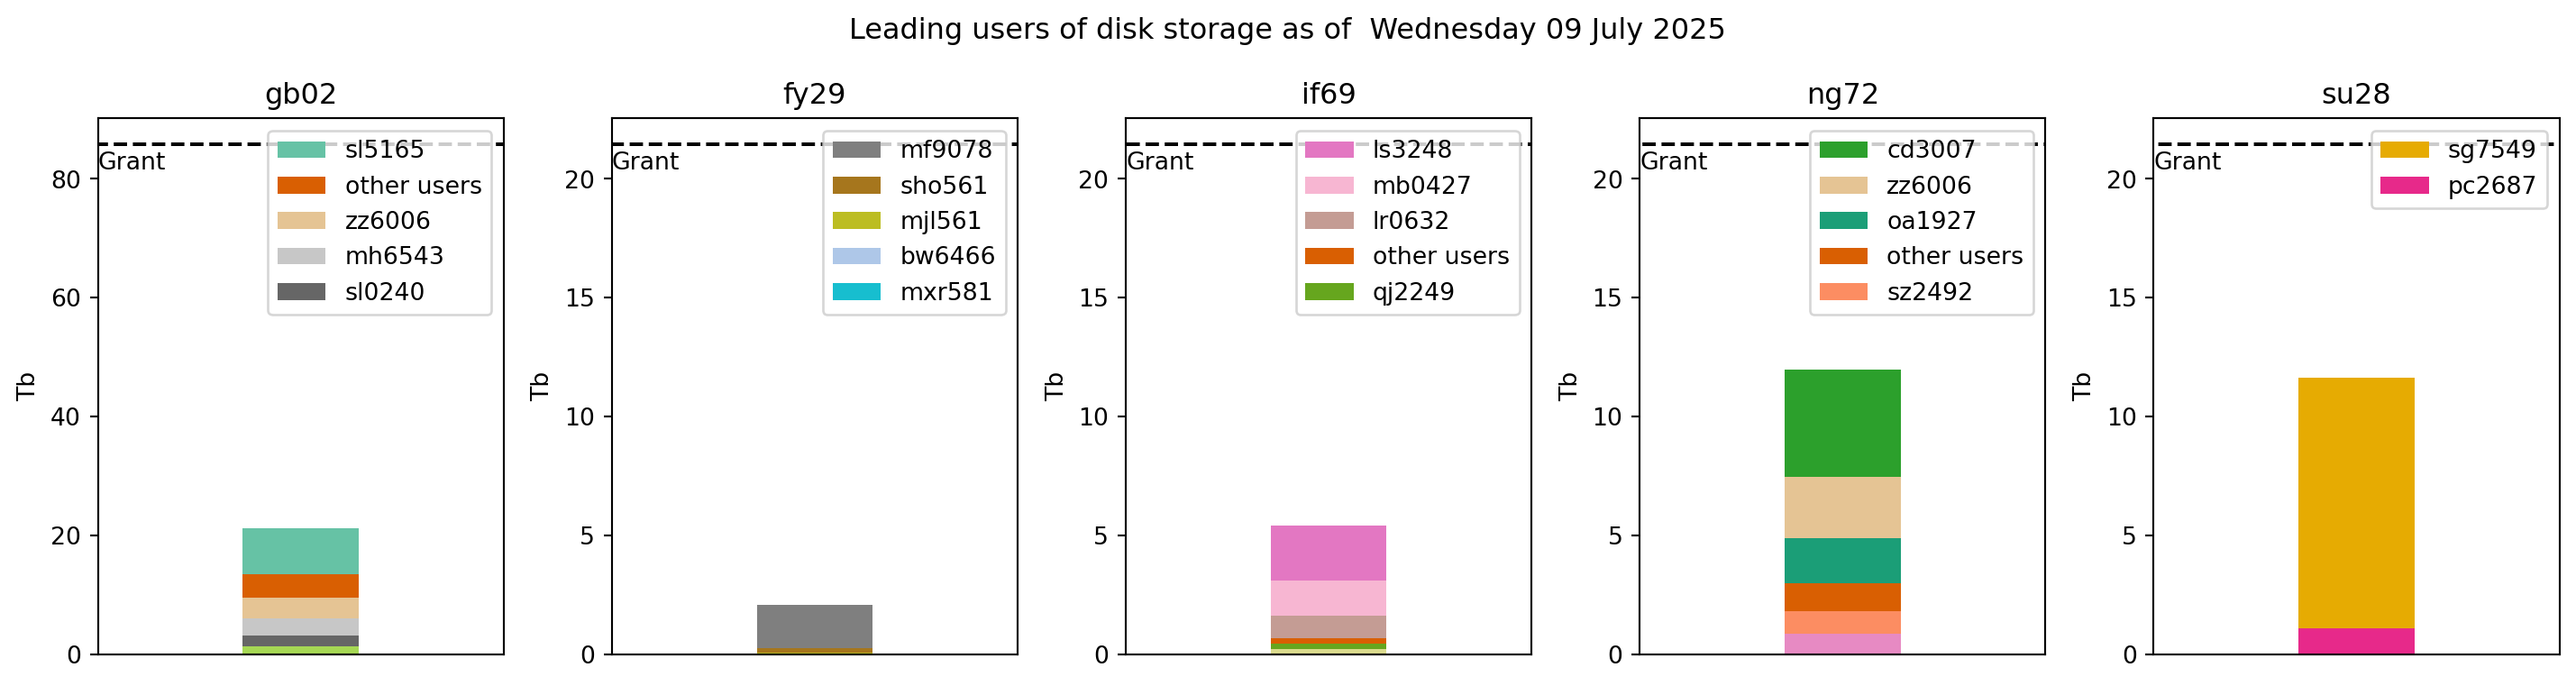 Leading users of disk storage as of  Wednesday 09 July 2025
gb02
Grant
sl5165
other users
zz6006
mh6543
sl0240
80
60
40
20
0
Tb
fy29
Grant
mf9078
sho561
mjl561
bw6466
mxr581
20
15
10
5
0
Tb
if69
Grant
ls3248
mb0427
lr0632
other users
qj2249
20
15
10
5
0
Tb
ng72
Grant
cd3007
zz6006
oa1927
other users
sz2492
20
15
10
5
0
Tb
su28
Grant
sg7549
pc2687
20
15
10
5
0
Tb